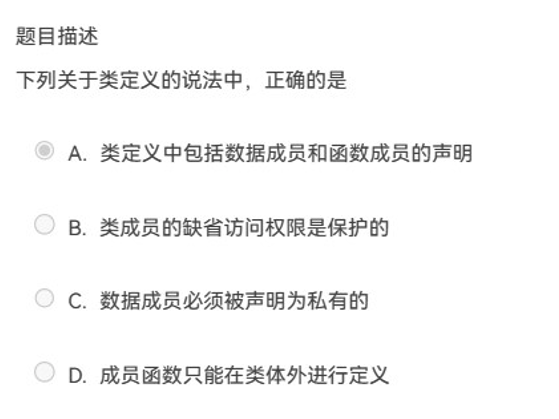 题目描述
下列关于类定义的说法中，正确的是
A. 类定义中包括数据成员和函数成员的声明
B. 类成员的缺省访问权限是保护的
C. 数据成员必须被声明为私有的
D. 成员函数只能在类体外进行定义